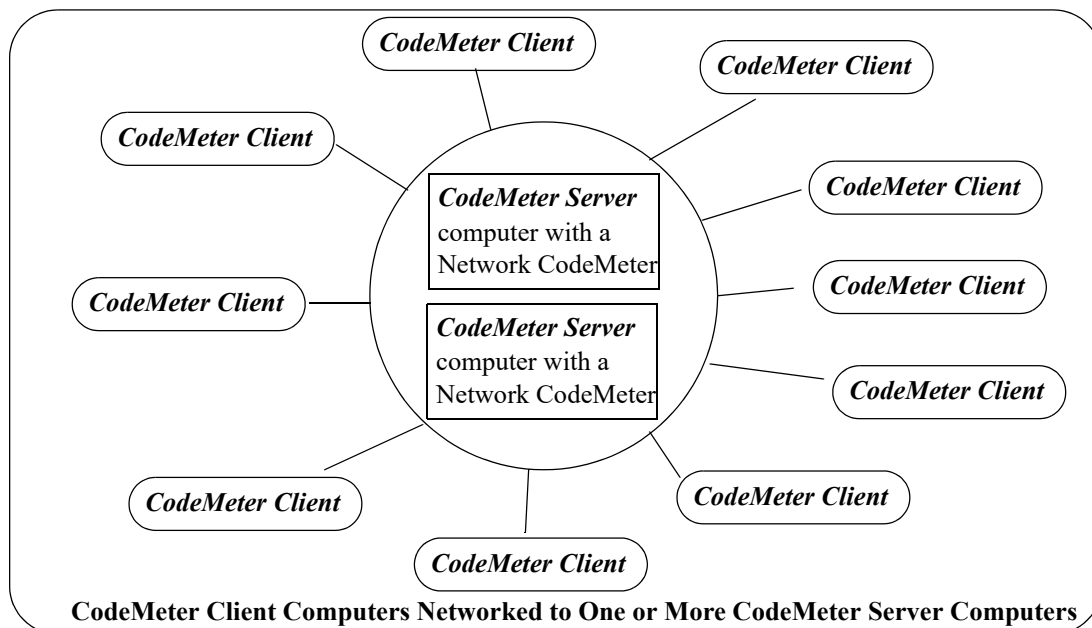 CodeMeter Client
CodeMeter Client
CodeMeter Client
CodeMeter Client
CodeMeter Server
computer with a
Network CodeMeter
CodeMeter Client
CodeMeter Client
CodeMeter Server
computer with a
Network CodeMeter
CodeMeter Client
CodeMeter Client
CodeMeter Client
CodeMeter Client
CodeMeter Client Computers Networked to One or More CodeMeter Server Computers